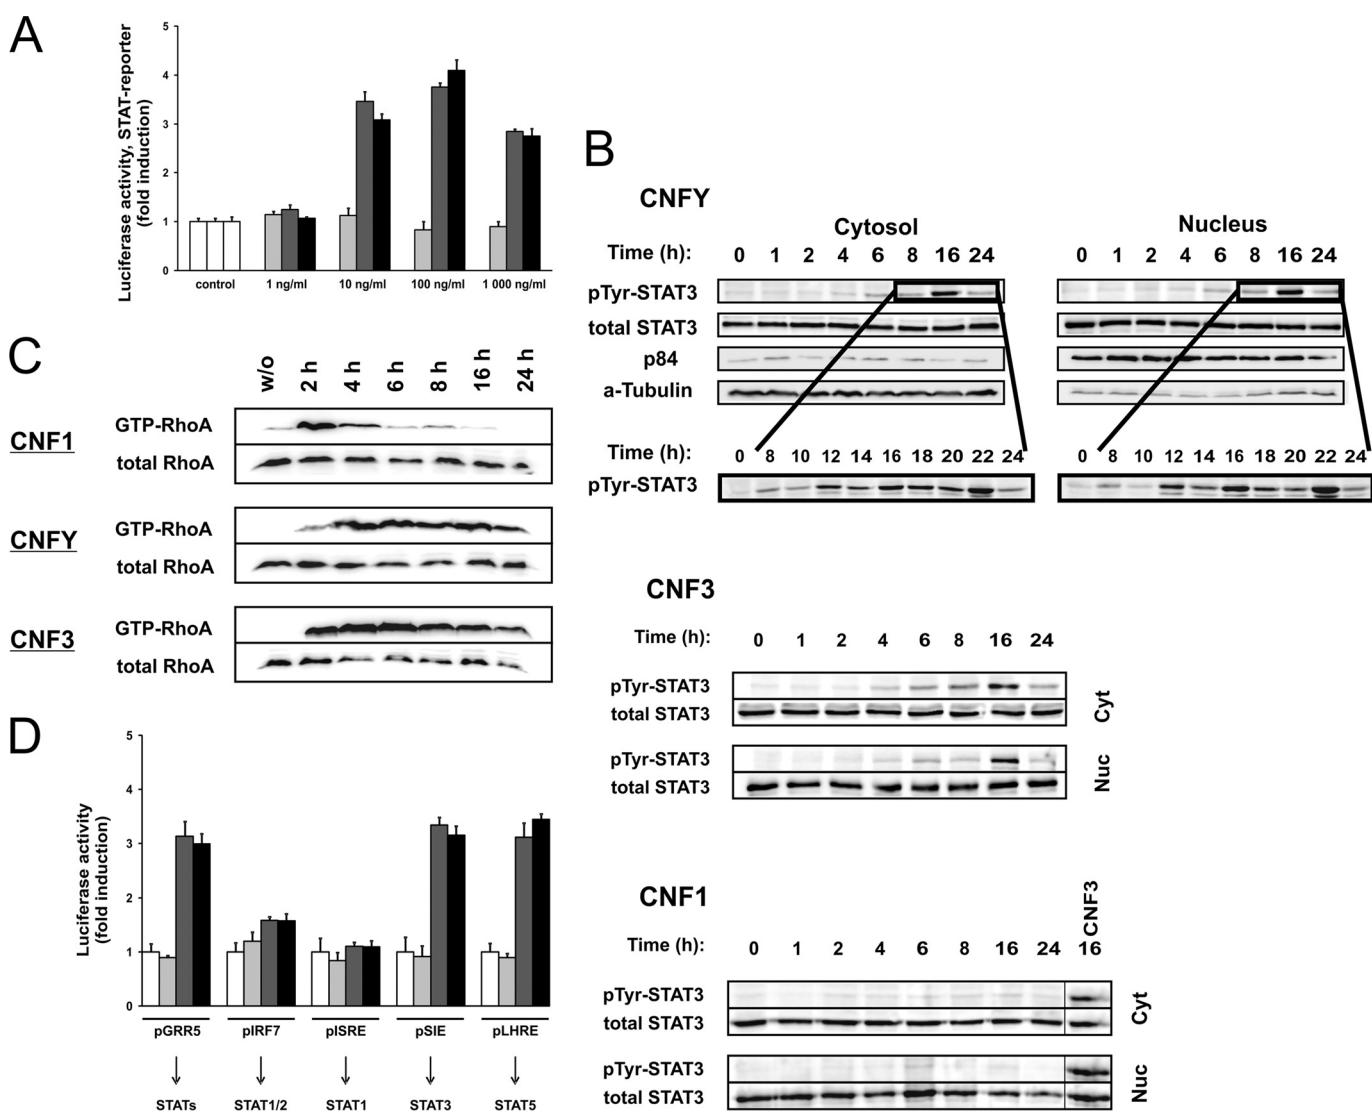 A
Luciferase activity, STAT-reporter
(fold induction)
5
4
3
2
1
0
control
1 ng/ml
10 ng/ml
100 ng/ml
1 000 ng/ml
B
CNFY
Cytosol
Nucleus
Time (h):
0 1 2 4 6 8 16 24
0 1 2 4 6 8 16 24
pTyr-STAT3
total STAT3
p84
a-Tubulin
Time (h):
0 8 10 12 14 16 18 20 22 24
0 8 10 12 14 16 18 20 22 24
pTyr-STAT3
CNF3
Time (h):
0 1 2 4 6 8 16 24
pTyr-STAT3
total STAT3
Cyt
pTyr-STAT3
total STAT3
Nuc
CNF1
CNF3
Time (h):
0 1 2 4 6 8 16 24 16
pTyr-STAT3
total STAT3
Cyt
pTyr-STAT3
total STAT3
Nuc
C
w/o 2 h 4 h 6 h 8 h 16 h 24 h
CNF1
GTP-RhoA
total RhoA
CNFY
GTP-RhoA
total RhoA
CNF3
GTP-RhoA
total RhoA
D
Luciferase activity
(fold induction)
5
4
3
2
1
0
pGRR5 pIRF7 pISRE pSIE pLHRE
STATs STAT1/2 STAT1 STAT3 STAT5